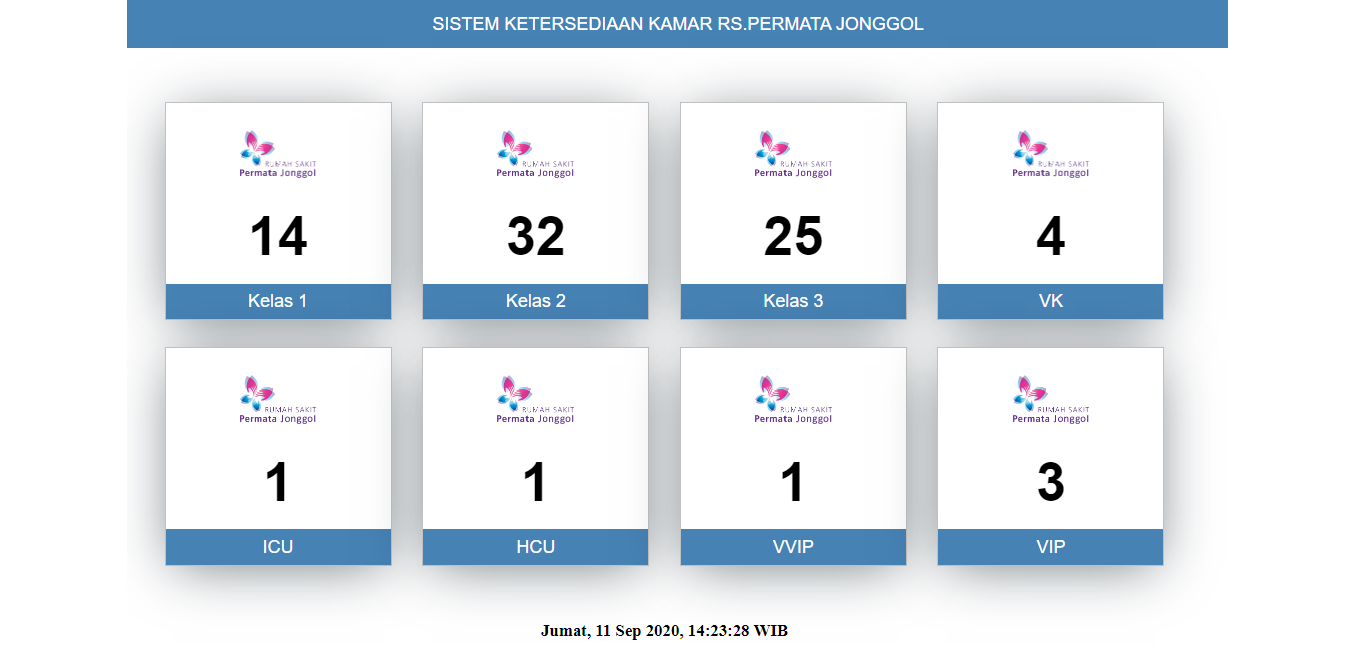 SISTEM KETERSEDIAAN KAMAR RS.PERMATA JONGGOL
RUMAH SAKIT
Permata Jonggol
14
Kelas 1
RUMAH SAKIT
Permata Jonggol
32
Kelas 2
RUMAH SAKIT
Permata Jonggol
25
Kelas 3
RUMAH SAKIT
Permata Jonggol
4
VK
RUMAH SAKIT
Permata Jonggol
1
ICU
RUMAH SAKIT
Permata Jonggol
1
HCU
RUMAH SAKIT
Permata Jonggol
1
VVIP
RUMAH SAKIT
Permata Jonggol
3
VIP
Jumat, 11 Sep 2020, 14:23:28 WIB